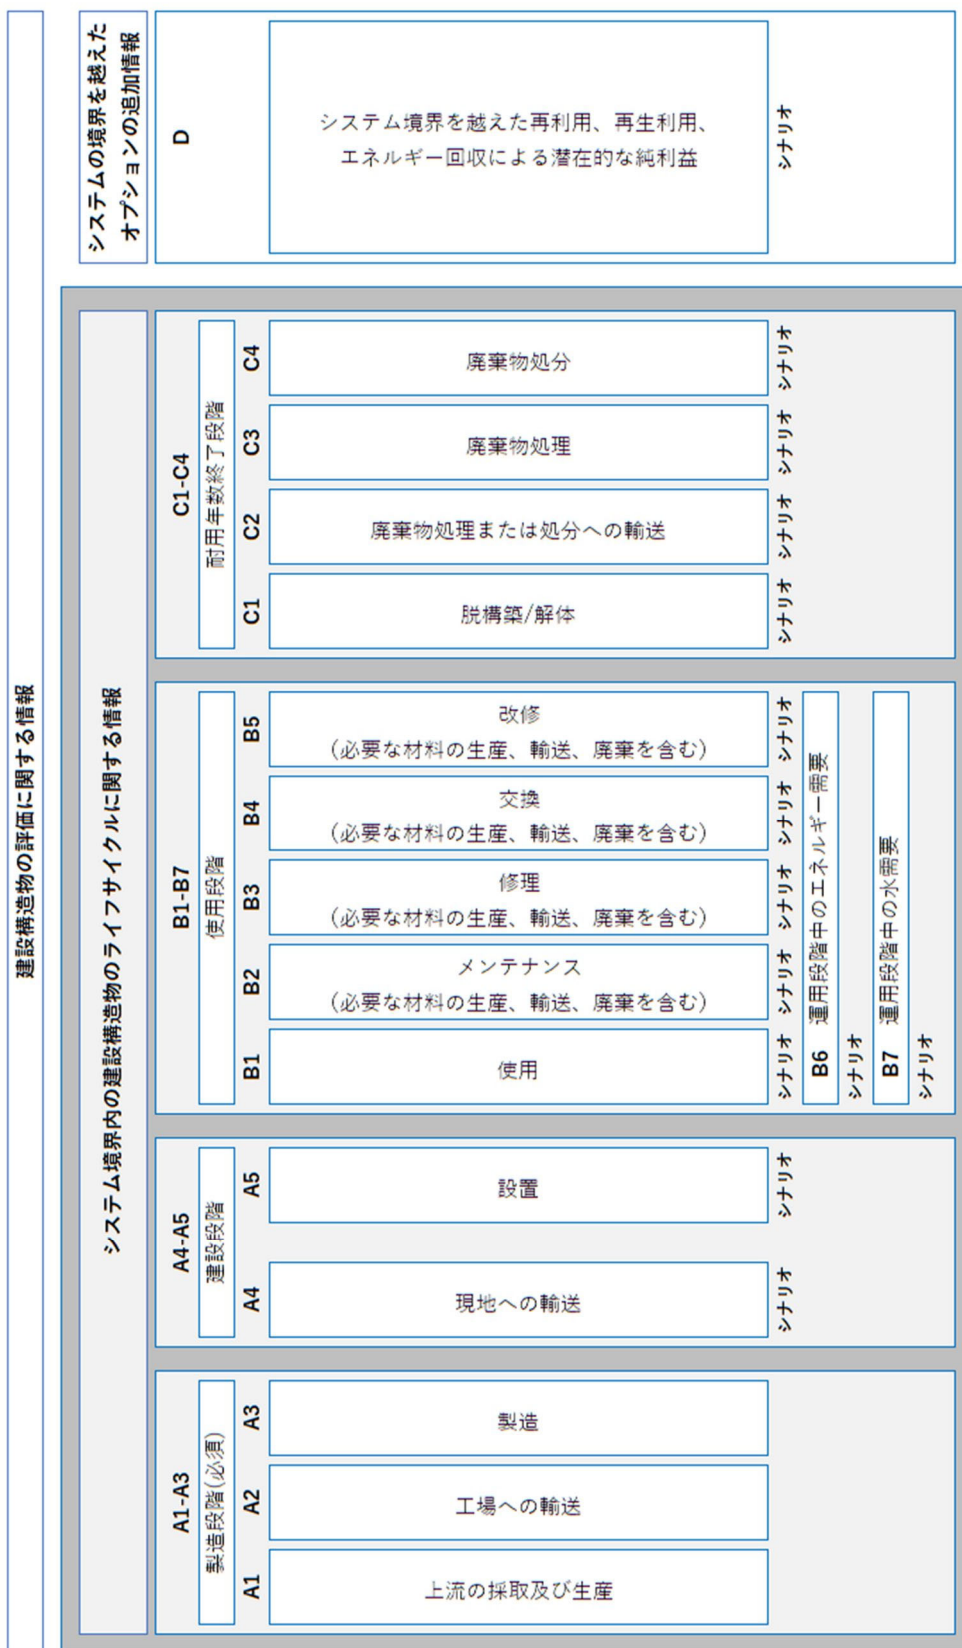 建設構造物の評価に関する情報
システム境界内の建設構造物のライフサイクルに関する情報
A1-A3
製造段階(必須)
A1
上流の採取及び生産
A2
工場への輸送
A3
製造
A4-A5
建設段階
A4
現地への輸送
シナリオ
A5
設置
シナリオ
B1-B7
使用段階
B1
使用
シナリオ
B2
メンテナンス
（必要な材料の生産、輸送、廃棄を含む）
シナリオ
B3
修理
（必要な材料の生産、輸送、廃棄を含む）
シナリオ
B4
交換
（必要な材料の生産、輸送、廃棄を含む）
シナリオ
B5
改修
（必要な材料の生産、輸送、廃棄を含む）
シナリオ
B6 運用段階中のエネルギー需要
シナリオ
B7 運用段階中の水需要
シナリオ
C1-C4
耐用年数終了段階
C1
脱構築/解体
シナリオ
C2
廃棄物処理または処分への輸送
シナリオ
C3
廃棄物処理
シナリオ
C4
廃棄物処分
シナリオ
システムの境界を越えた
オプションの追加情報
D
システム境界を越えた再利用、再生利用、
エネルギー回収による潜在的な純利益
シナリオ